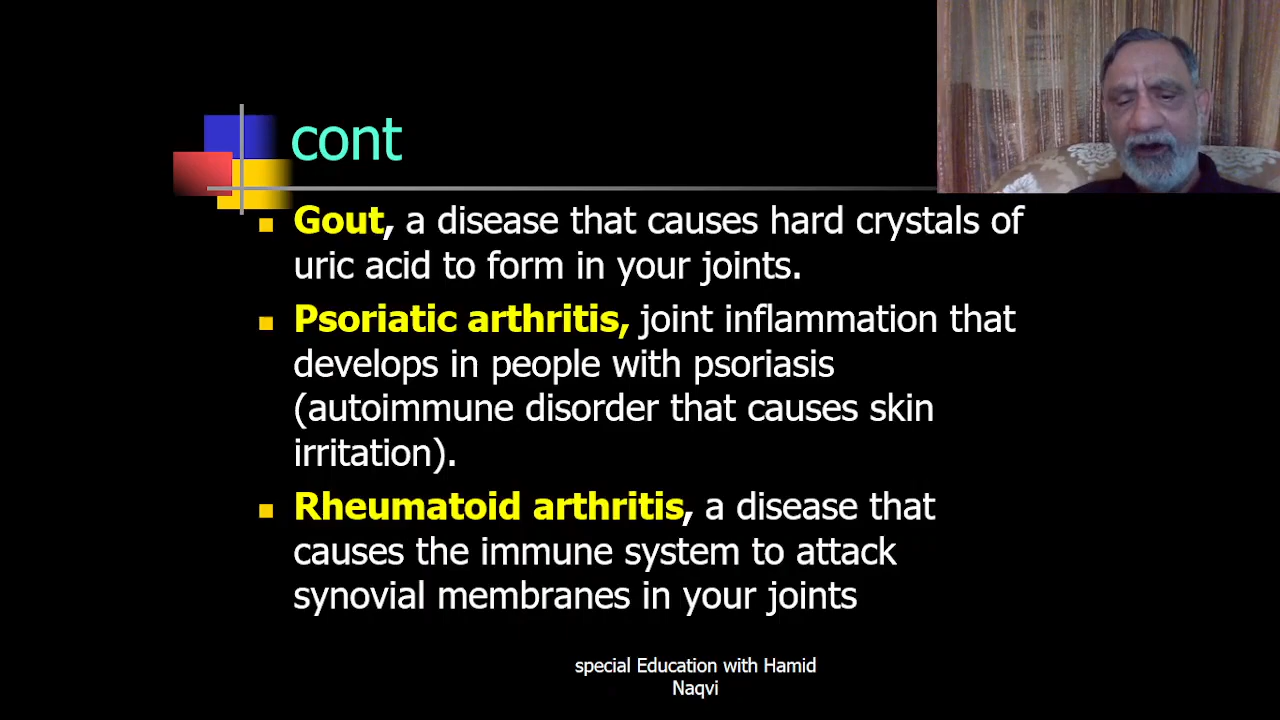 cont
Gout, a disease that causes hard crystals of
uric acid to form in your joints.
Psoriatic arthritis, joint inflammation that
develops in people with psoriasis
(autoimmune disorder that causes skin
irritation).
Rheumatoid arthritis, a disease that
causes the immune system to attack
synovial membranes in your joints
special Education with Hamid
Naqvi